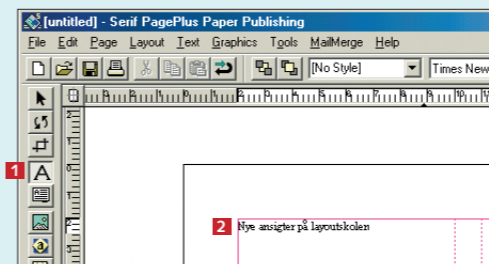 [untitled] - Serif PagePlus Paper Publishing
File Edit Page Layout Text Graphics Tools MailMerge Help
[No Style] Times New
1
2 Nye ansigter på layoutskolen